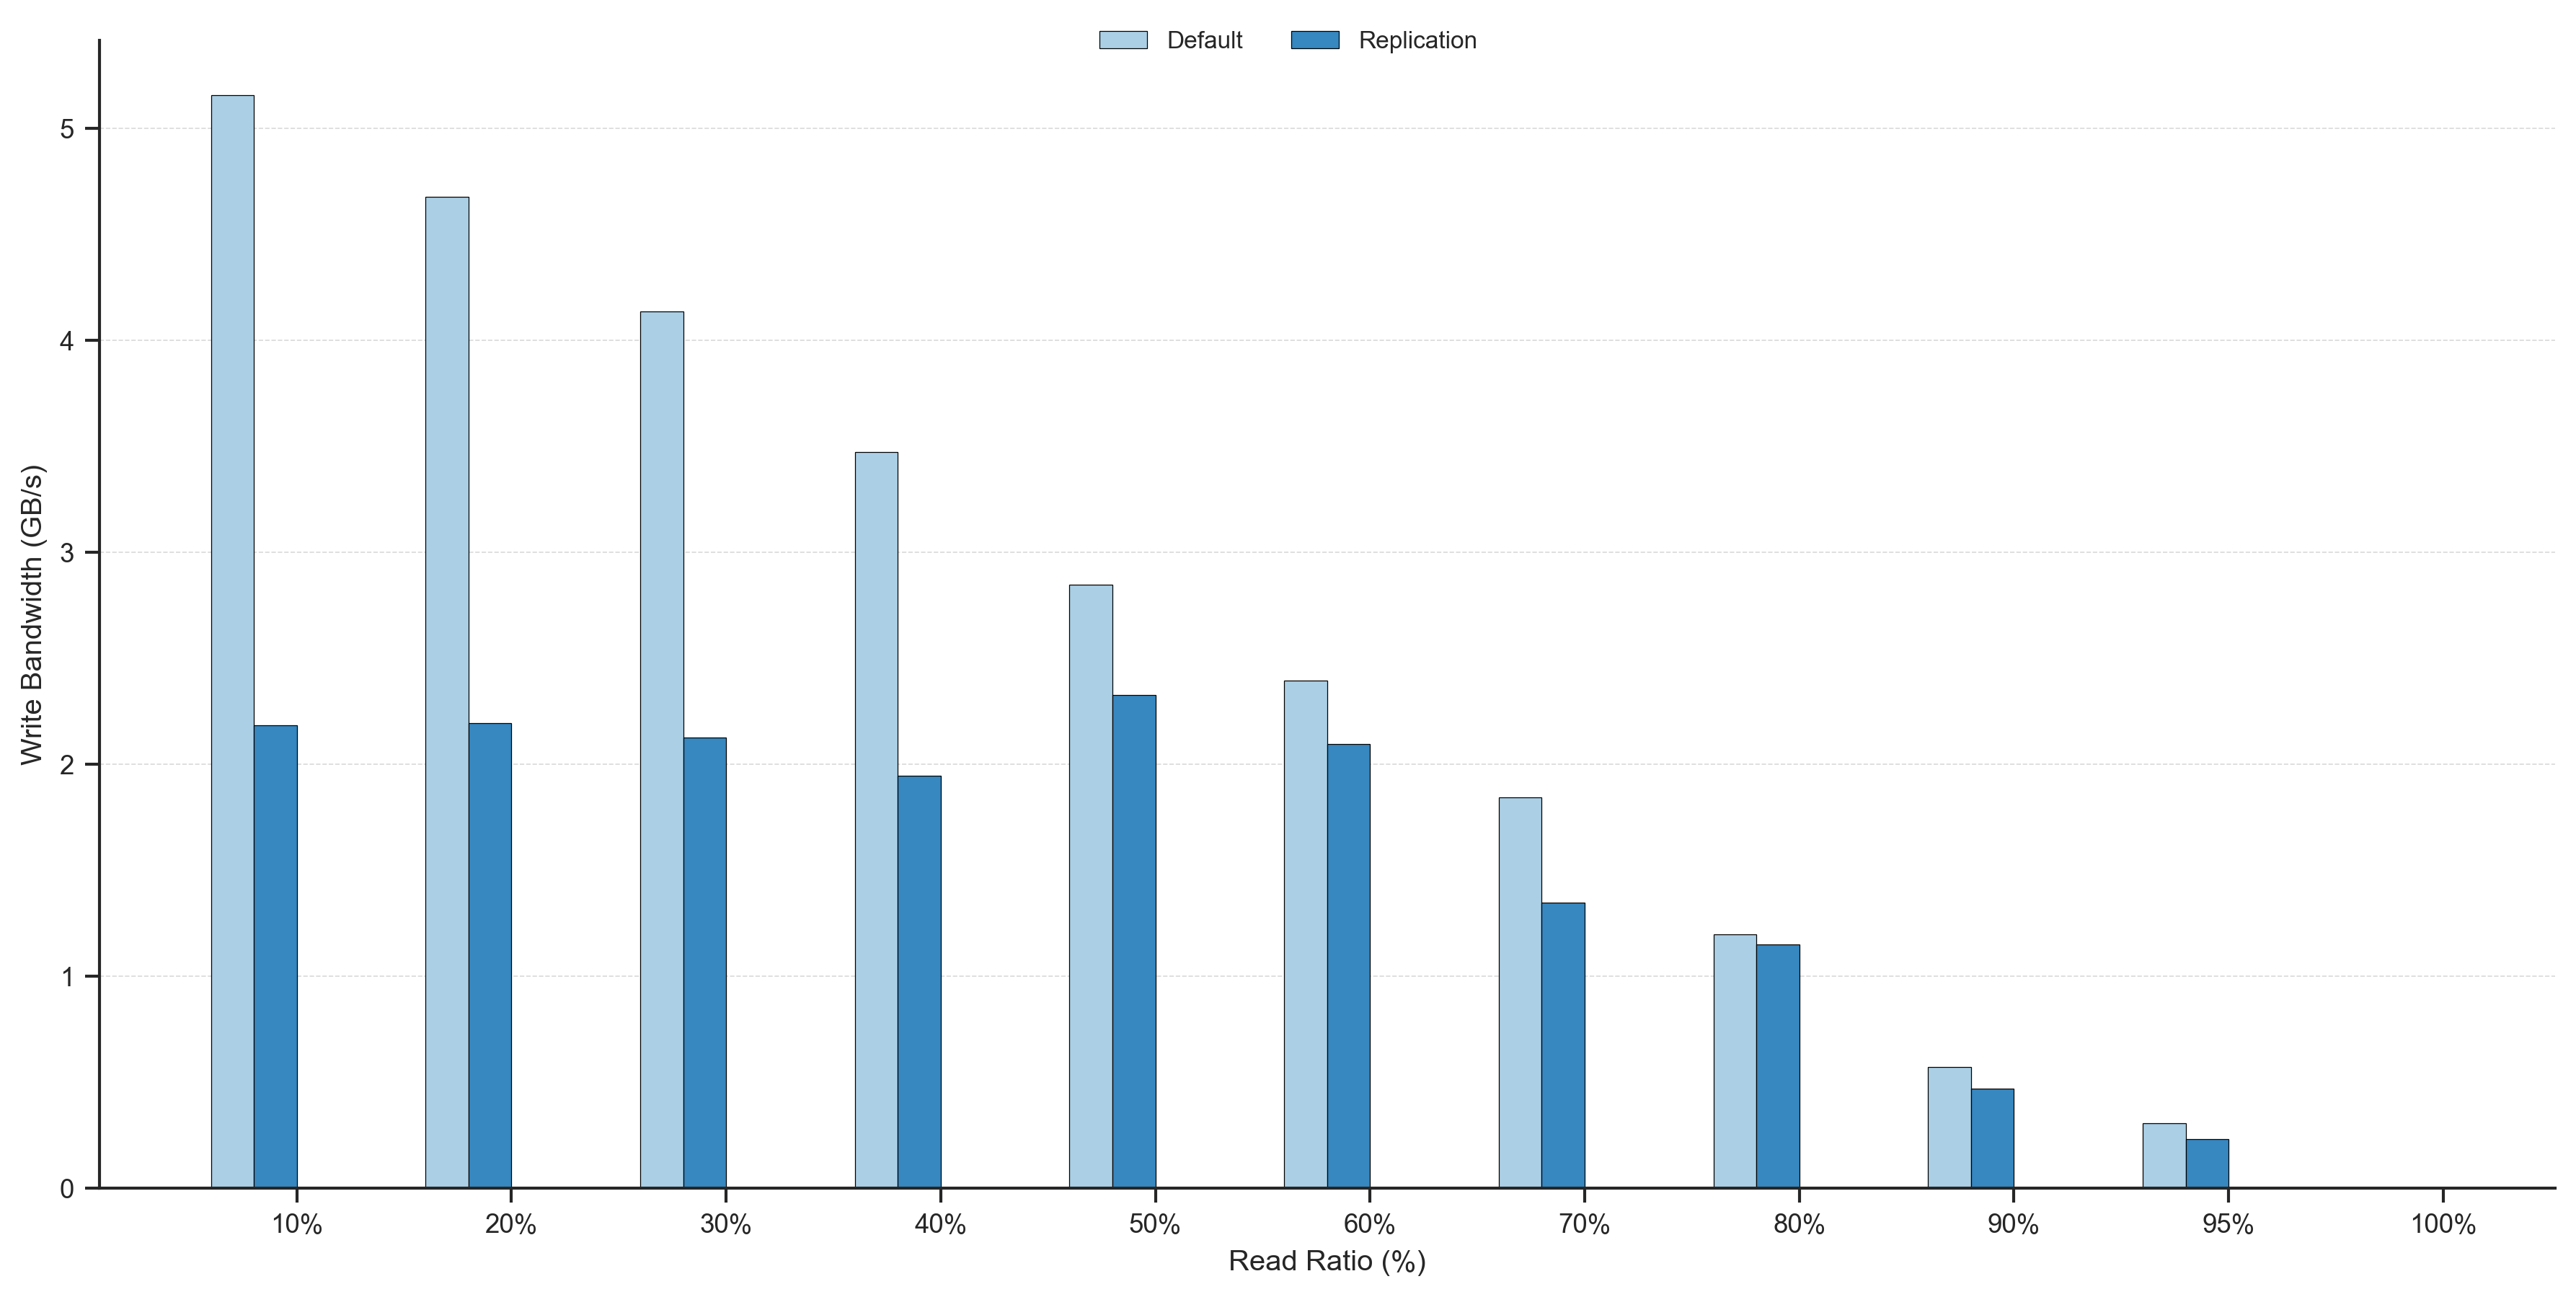 Default Replication
Write Bandwidth (GB/s)
5
4
3
2
1
0
10% 20% 30% 40% 50% 60% 70% 80% 90% 95% 100%
Read Ratio (%)